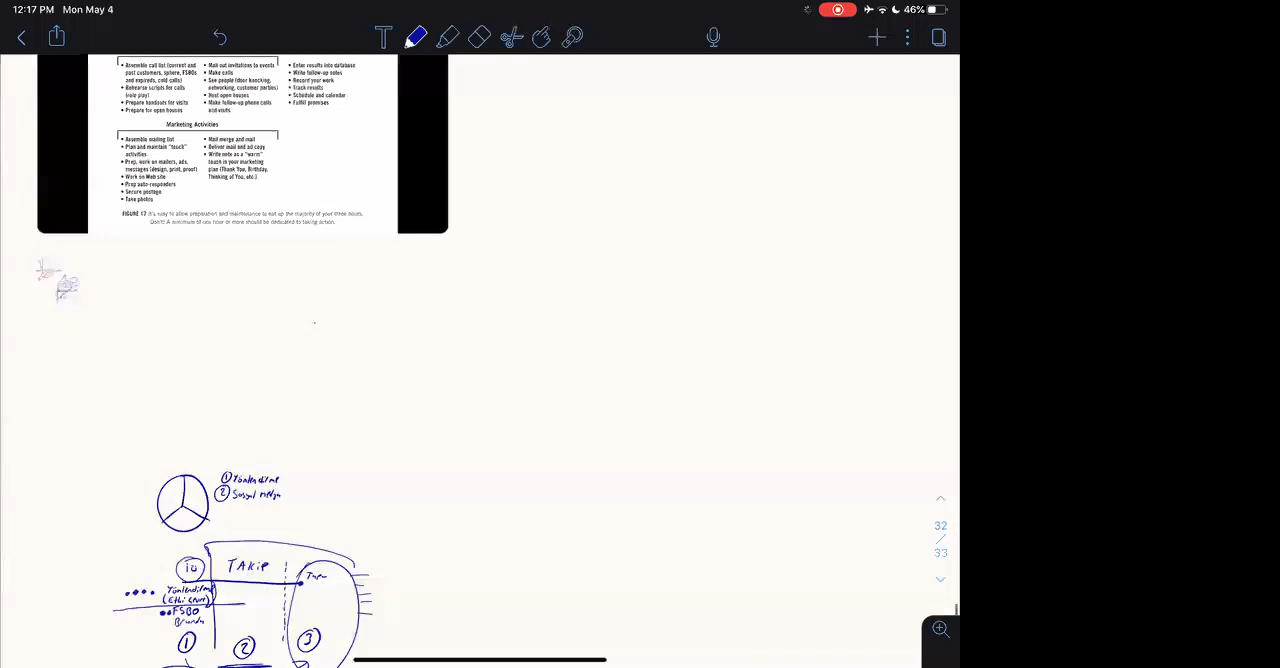 12:17 PM Mon May 4
46%
• Assemble call list (current and past customers, sphere, FSBOs and expireds, cold calls)
• Rehearse scripts for calls (role play)
• Prepare handouts for visits
• Prepare for open houses
• Mail out invitations to events
• Make calls
• See people (door knocking, networking, customer parties)
• Host open houses
• Make follow-up phone calls and visits
• Enter results into database
• Write follow-up notes
• Record your work
• Track results
• Schedule and calendar
• Fulfill promises
Marketing Activities
• Assemble mailing list
• Plan and maintain "touch" activities
• Prep, work on mailers, ads, messages (design, print, proof)
• Work on Web site
• Prep auto-responders
• Secure postage
• Take photos
• Mail merge and mail
• Deliver mail and ad copy
• Write note as a "warm" touch in your marketing plan (Thank You, Birthday, Thinking of You, etc.)
FIGURE 17 It's easy to allow preparation and maintenance to eat up the majority of your three hours.
Don't! A minimum of one hour or more should be dedicated to taking action.
① Yönlendirme
② Sosyal medya
10
TAKİP
Yönlendirme
FSBO
①
②
③
32
/
33